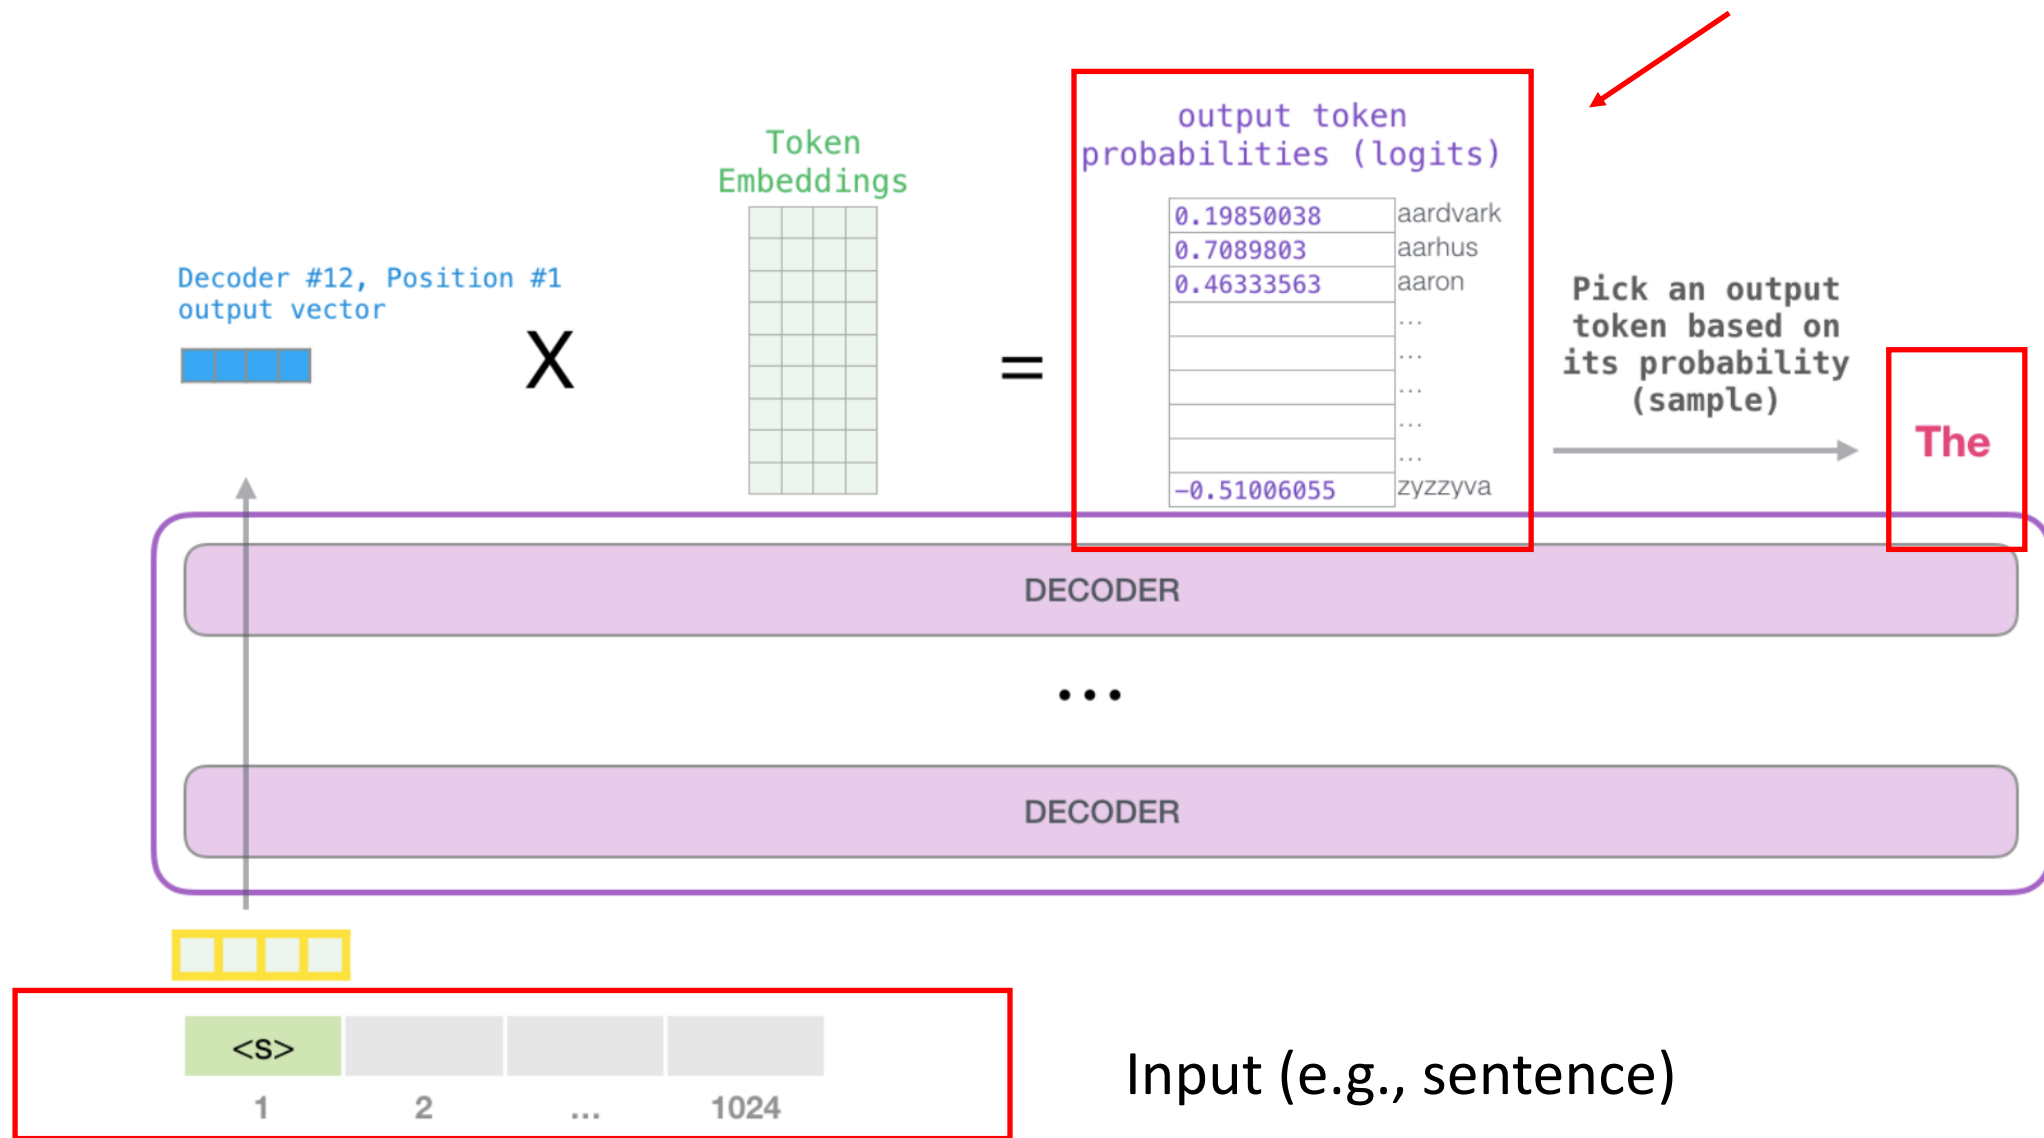 output token
probabilities (logits)
Token
Embeddings
0.19850038 aardvark
0.7089803 aarhus
0.46333563 aaron
...
...
...
...
...
-0.51006055 zyzzyva
Decoder #12, Position #1
output vector
X
=
Pick an output
token based on
its probability
(sample)
The
DECODER
...
DECODER
<s>
1 2 ... 1024
Input (e.g., sentence)